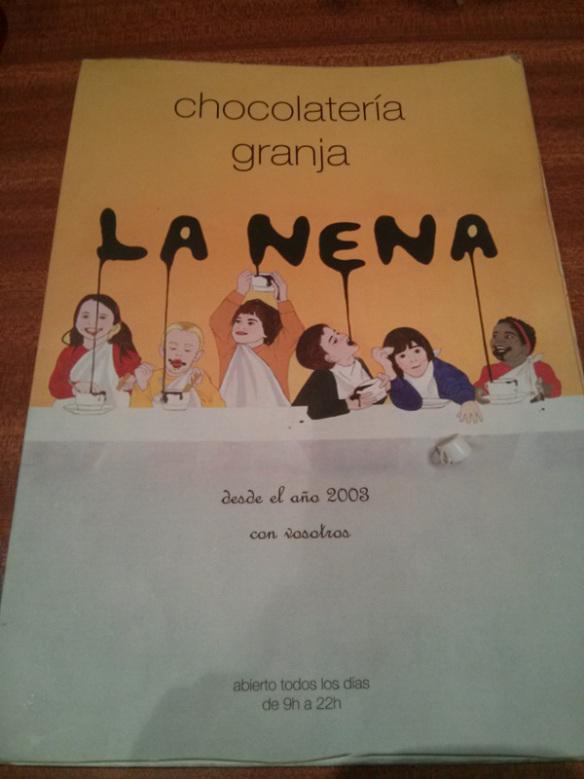 chocolatería
granja
LA NENA
desde el año 2003
con vosotros
abierto todos los dias
de 9h a 22h